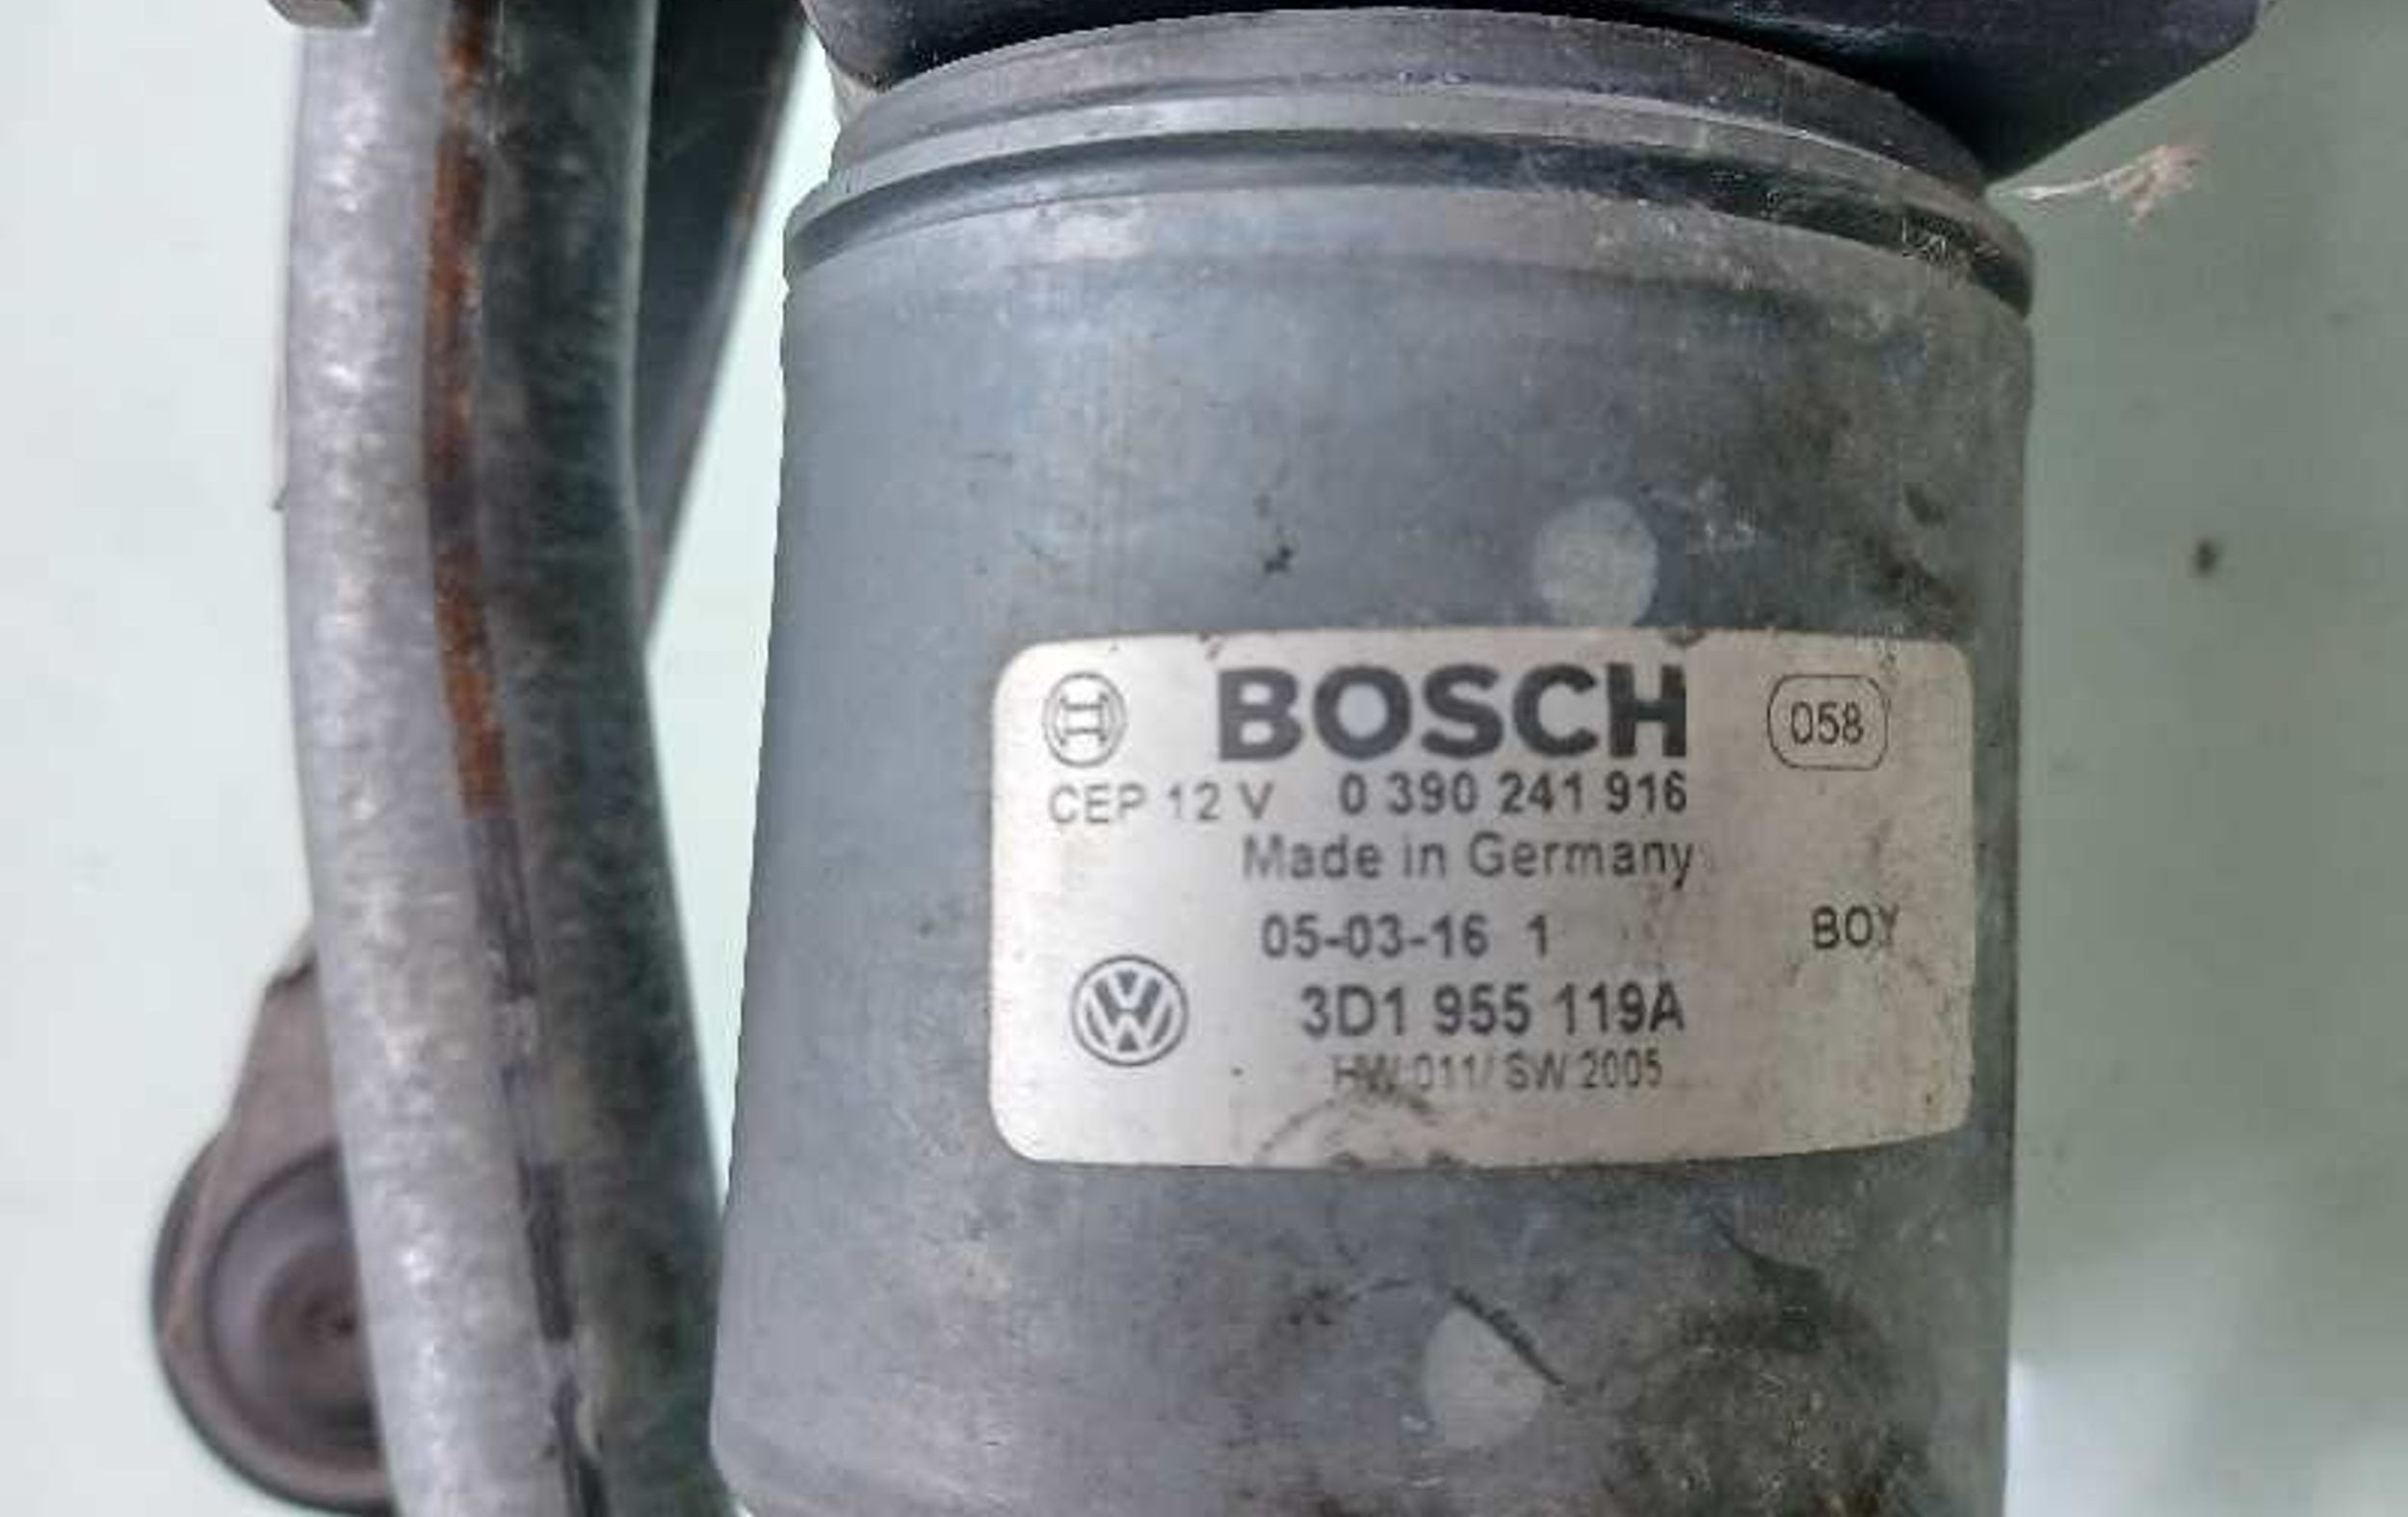 BOSCH 058
CEP 12 V 0 390 241 916
Made in Germany
05-03-16 1 BOY
3D1 955 119A
HW 011/ SW 2005